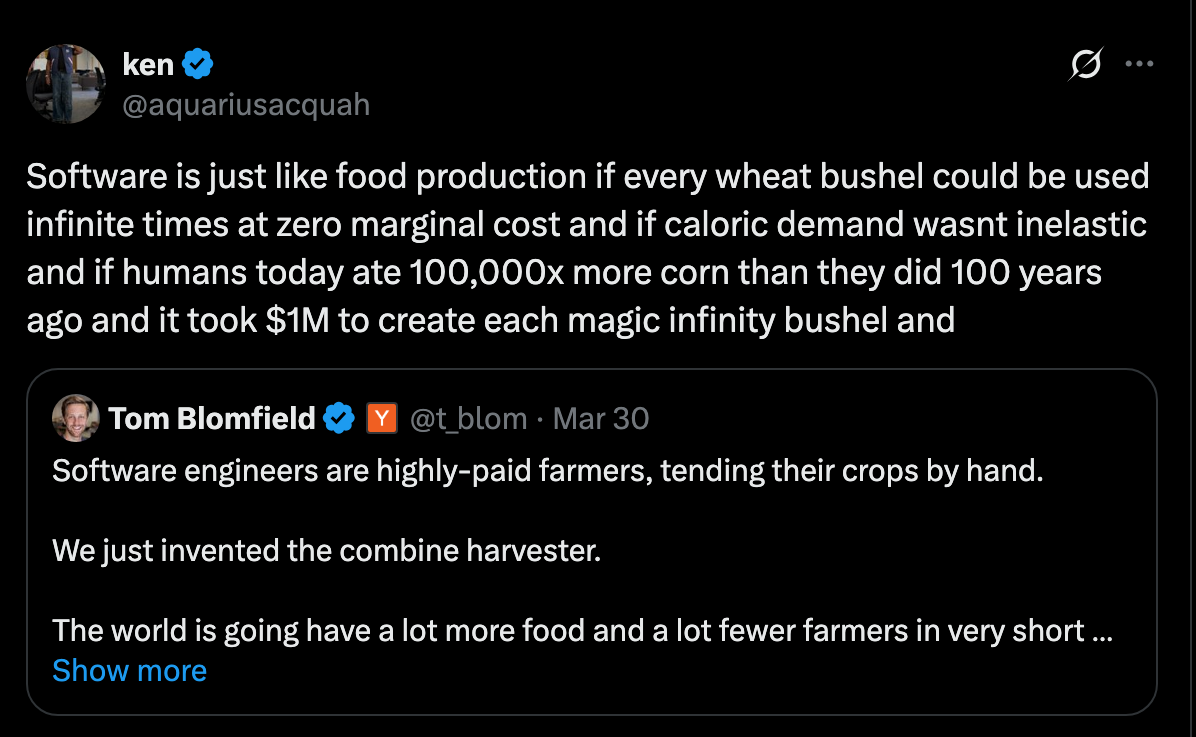 ken
@aquariusacquah
Software is just like food production if every wheat bushel could be used
infinite times at zero marginal cost and if caloric demand wasnt inelastic
and if humans today ate 100,000x more corn than they did 100 years
ago and it took $1M to create each magic infinity bushel and
Tom Blomfield Y @t_blom · Mar 30
Software engineers are highly-paid farmers, tending their crops by hand.
We just invented the combine harvester.
The world is going have a lot more food and a lot fewer farmers in very short ...
Show more